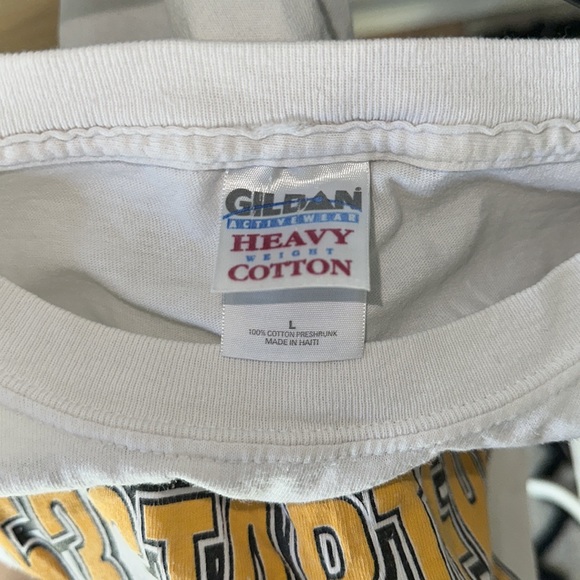 GILDAN
ACTIVEWEAR
HEAVY
WEIGHT
COTTON
L
100% COTTON PRESHRUNK
MADE IN HAITI